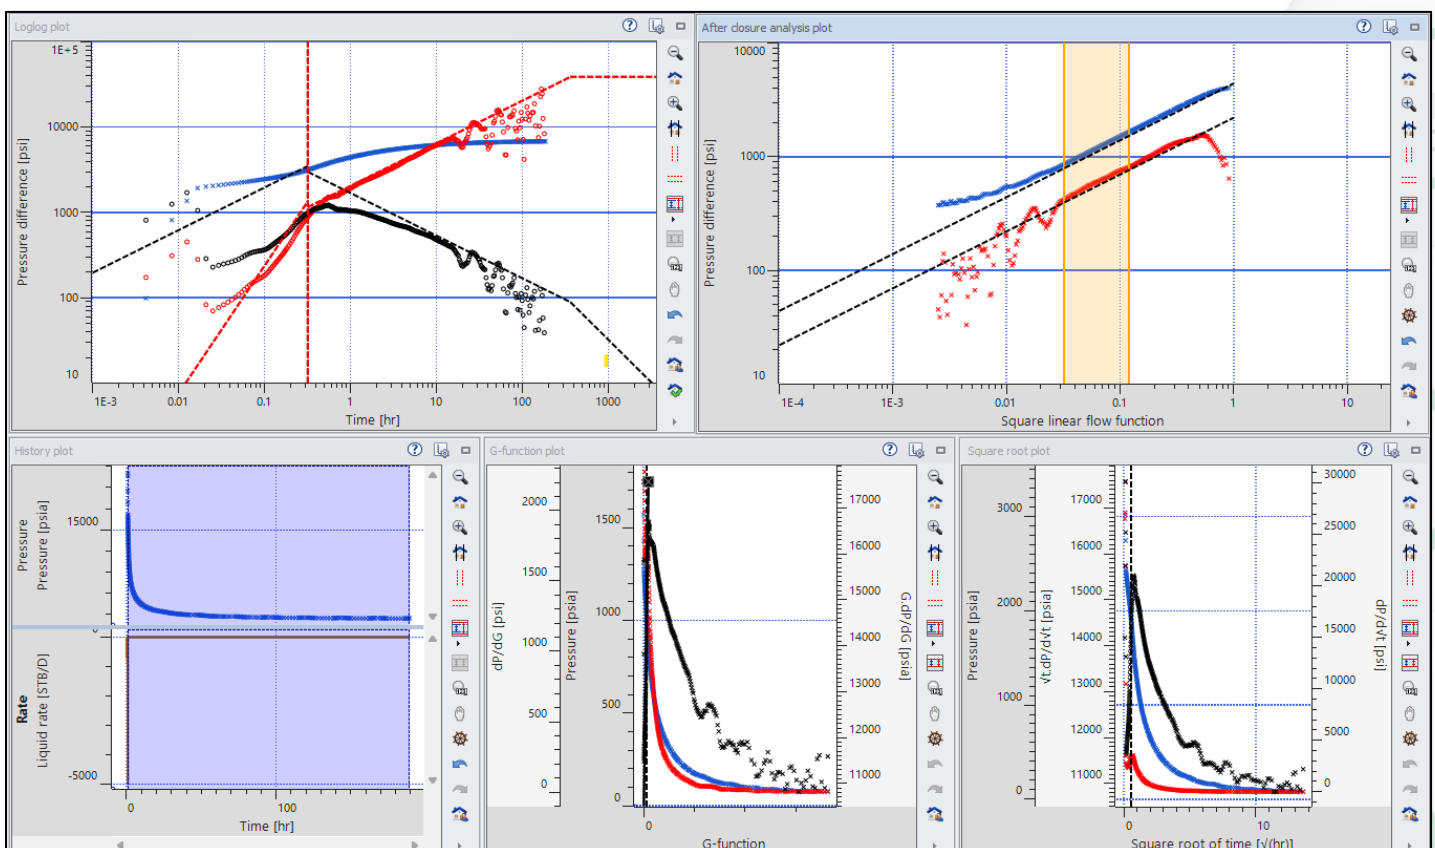 Loglog plot
1E+5
10000
1000
100
10
Pressure difference [psi]
1E-3
0.01
0.1
1
10
100
1000
Time [hr]
After closure analysis plot
10000
1000
100
10
Pressure difference [psi]
1E-4
1E-3
0.01
0.1
1
10
Square linear flow function
History plot
Pressure
Pressure [psia]
15000
Rate
Liquid rate [STB/D]
-5000
0
100
Time [hr]
G-function plot
dP/dG [psi]
2000
1500
1000
500
0
Pressure [psia]
1500
1000
500
0
17000
16000
15000
14000
13000
12000
11000
G.dP/dG [psia]
0
G-function
Square root plot
Pressure [psia]
3000
2000
1000
0
√t.dP/d√t [psia]
17000
16000
15000
14000
13000
12000
11000
30000
25000
20000
15000
10000
5000
0
dP/d√t [psi]
0
10
Square root of time [√(hr)]